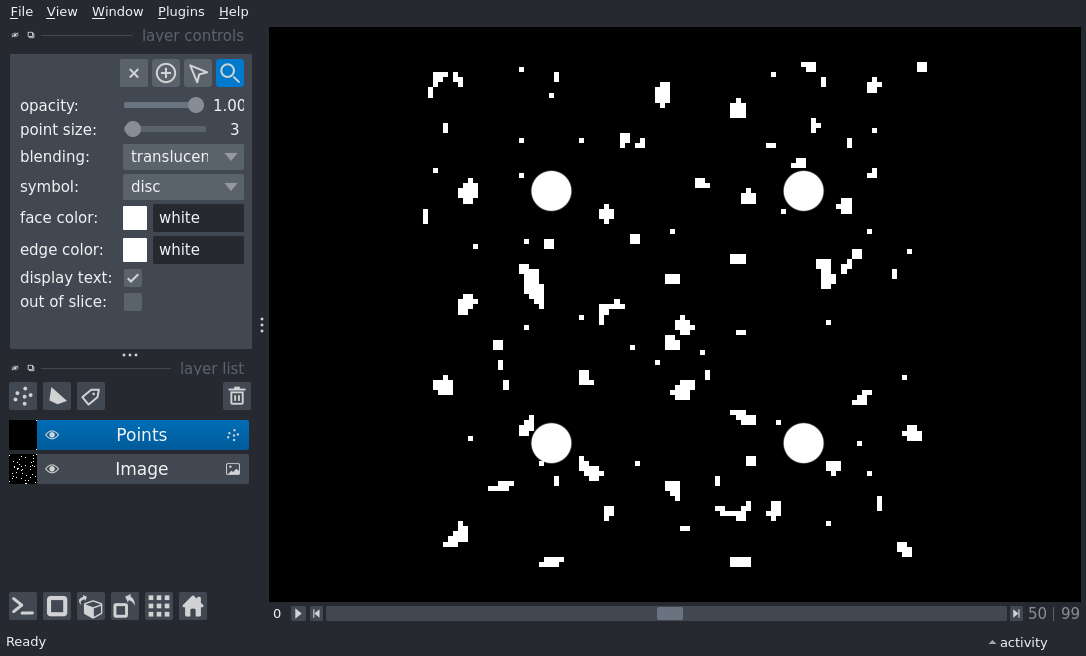 File View Window Plugins Help
layer controls
opacity: 1.00
point size: 3
blending: translucen
symbol: disc
face color: white
edge color: white
display text:
out of slice:
layer list
Points
Image
0 50 | 99
Ready activity